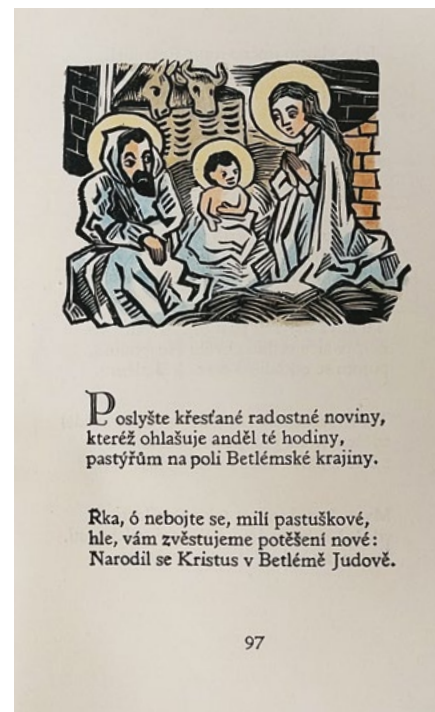 Poslyšte křesťané radostné noviny,
kteréž ohlašuje anděl té hodiny,
pastýřům na poli Betlémské krajiny.
Řka, ó nebojte se, milí pastuškové,
hle, vám zvěstujeme potěšení nové:
Narodil se Kristus v Betlémě Judově.
97